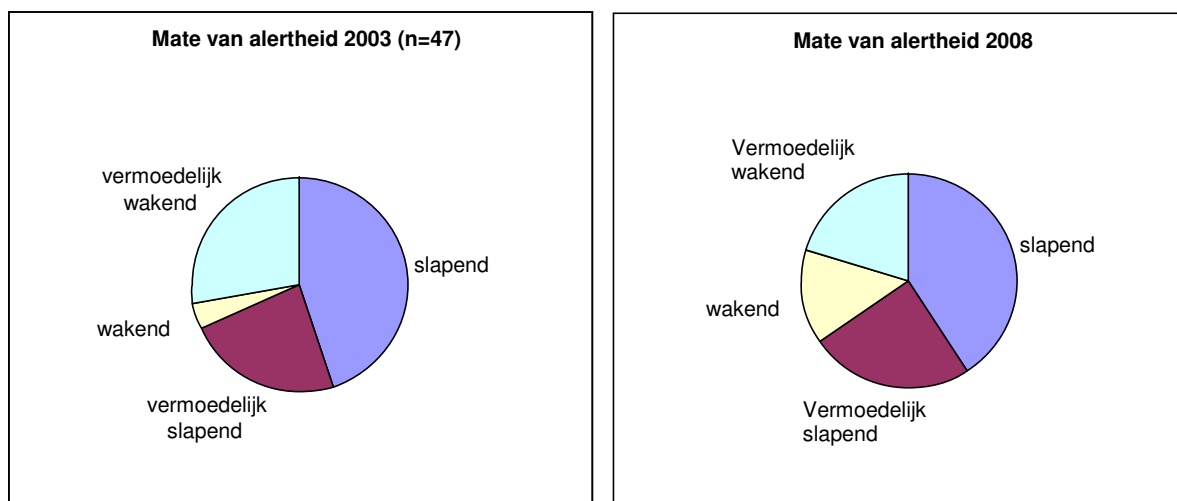 Mate van alertheid 2003 (n=47)
vermoedelijk
wakend
slapend
wakend
vermoedelijk
slapend
Mate van alertheid 2008
Vermoedelijk
wakend
slapend
wakend
Vermoedelijk
slapend